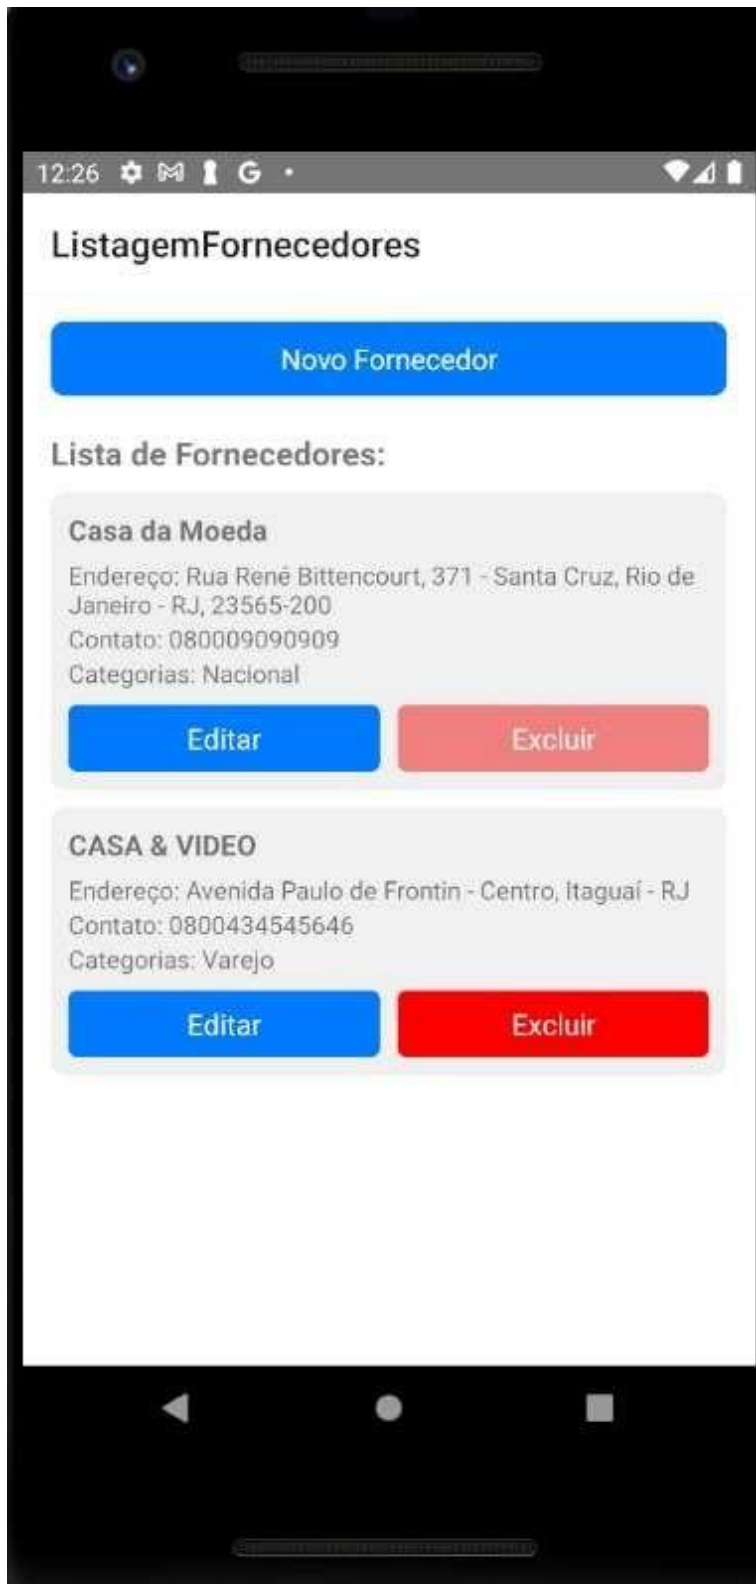 12:26
ListagemFornecedores
Novo Fornecedor
Lista de Fornecedores:
Casa da Moeda
Endereço: Rua René Bittencourt, 371 - Santa Cruz, Rio de
Janeiro - RJ, 23565-200
Contato: 080009090909
Categorias: Nacional
Editar
Excluir
CASA & VIDEO
Endereço: Avenida Paulo de Frontin - Centro, Itaguaí - RJ
Contato: 0800434545646
Categorias: Varejo
Editar
Excluir